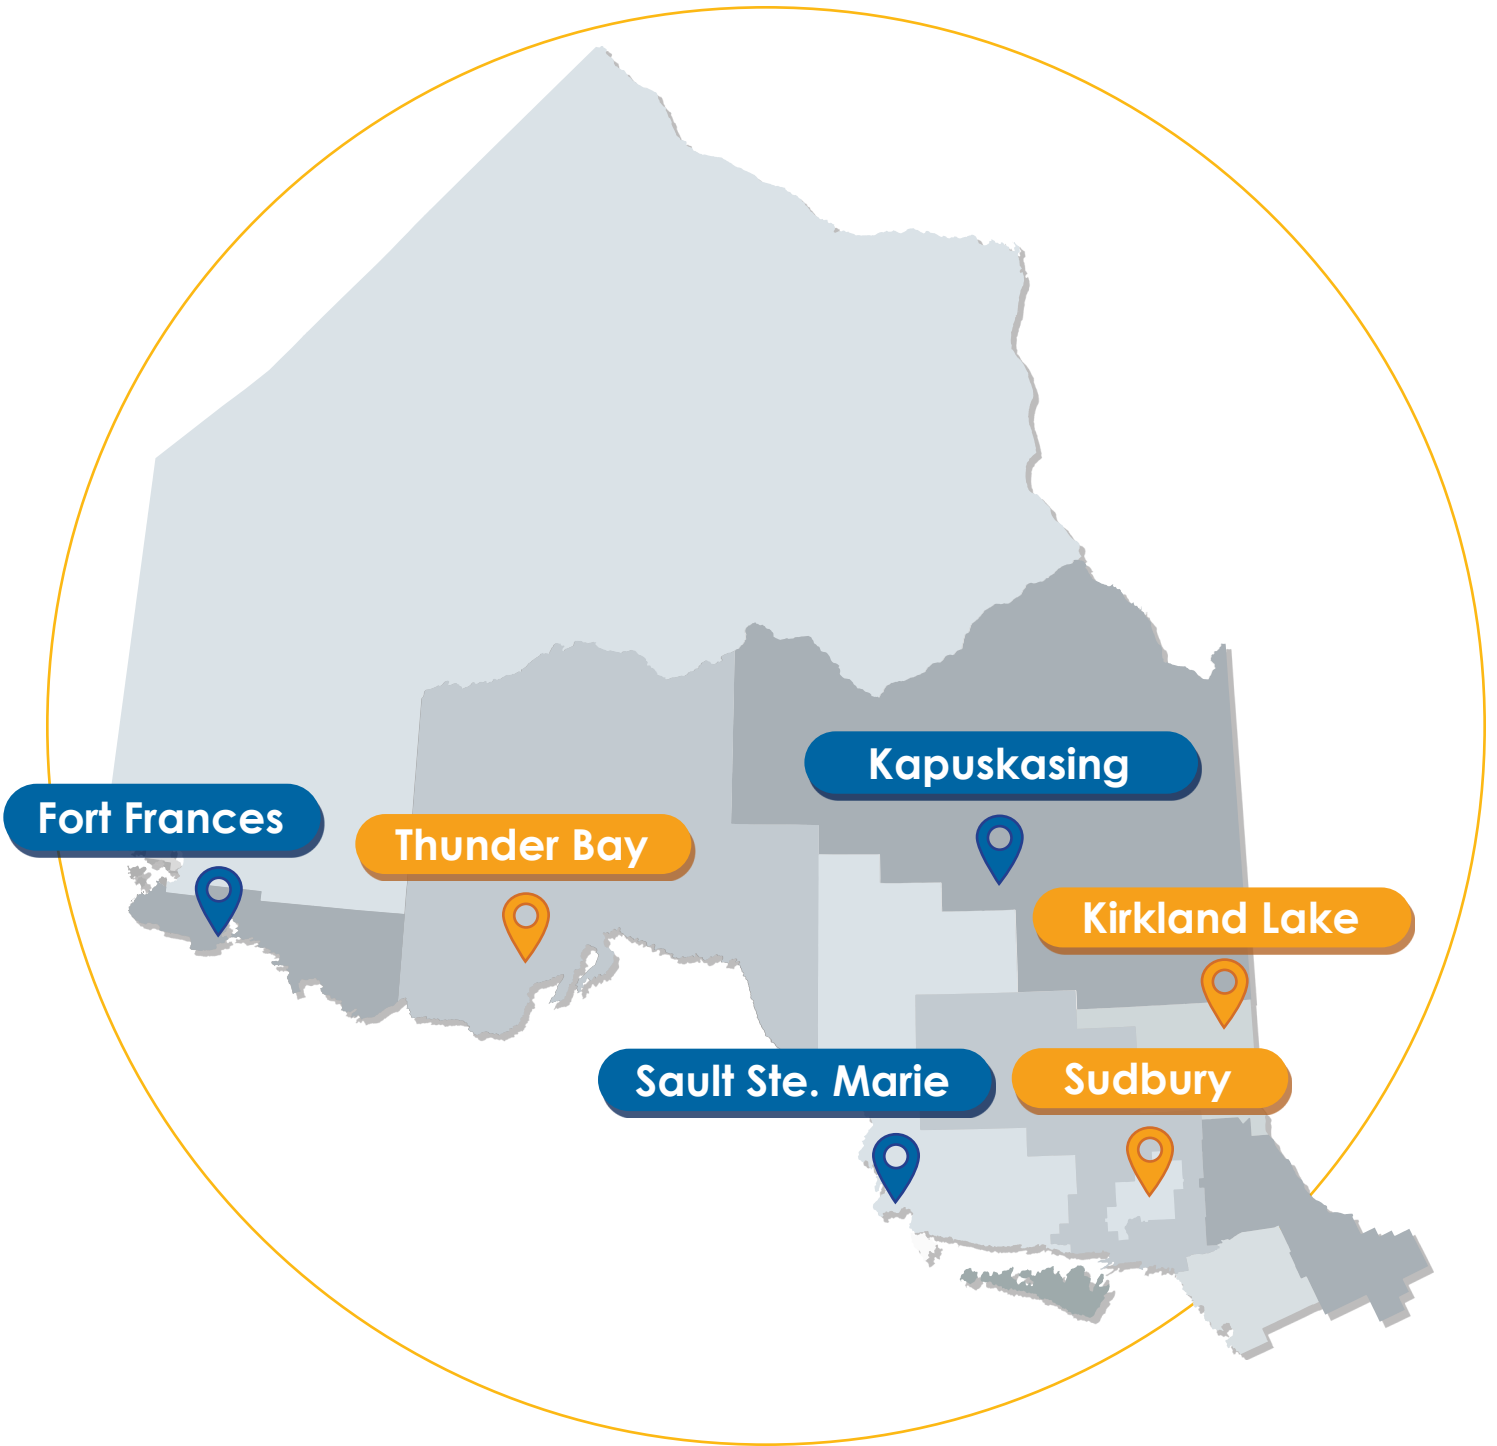 Kapuskasing
Fort Frances
Thunder Bay
Kirkland Lake
Sault Ste. Marie
Sudbury